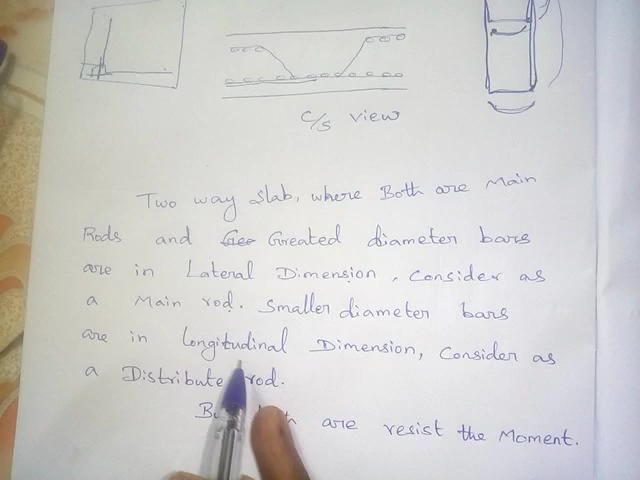 C/s view
Two way slab, where Both are Main
Rods and Greated diameter bars
are in Lateral Dimension, Consider as
a Main rod. Smaller diameter bars
are in Longitudinal Dimension, Consider as
a Distribute rod.
are resist the Moment.